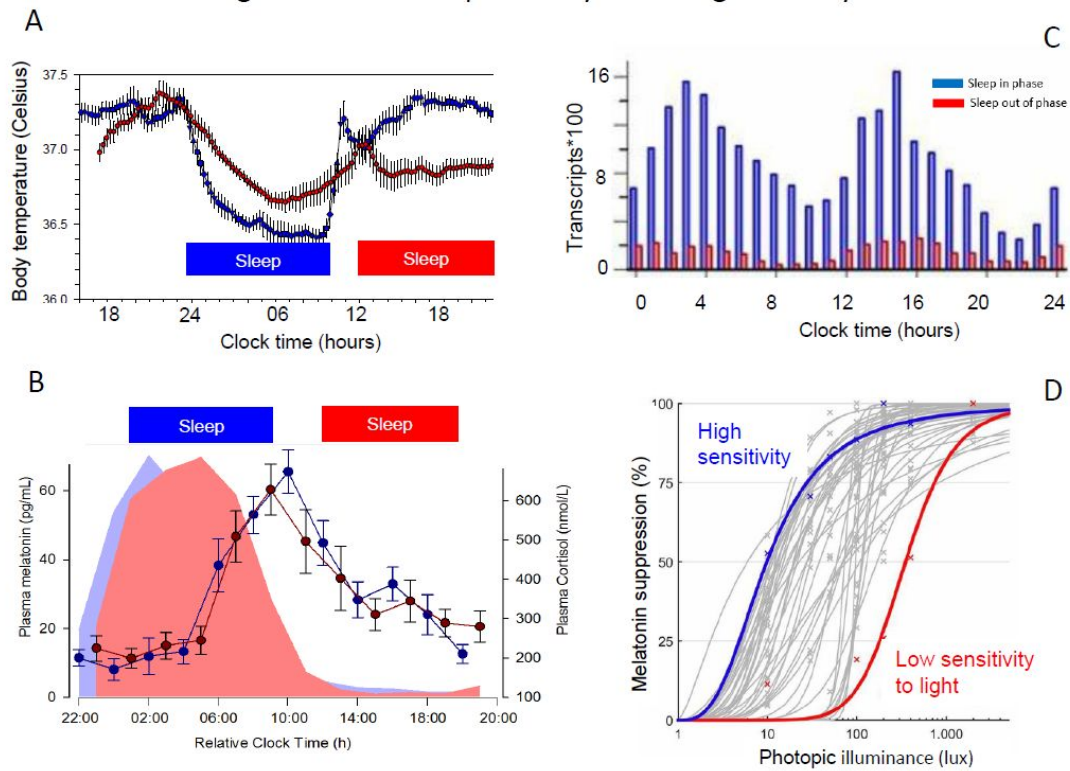 A
Body temperature (Celsius)
37.5
37.0
36.5
36.0
Sleep
Sleep
18 24 06 12 18
Clock time (hours)
C
Transcripts*100
16
8
0
Sleep in phase
Sleep out of phase
0 4 8 12 16 20 24
Clock time (hours)
B
Sleep
Sleep
Plasma melatonin (pg/mL)
60
40
20
0
Plasma Cortisol (nmol/L)
600
500
400
300
200
100
22:00 02:00 06:00 10:00 14:00 18:00 20:00
Relative Clock Time (h)
D
Melatonin suppression (%)
100
75
50
25
0
High
sensitivity
Low sensitivity
to light
1 10 100 1.000
Photopic illuminance (lux)